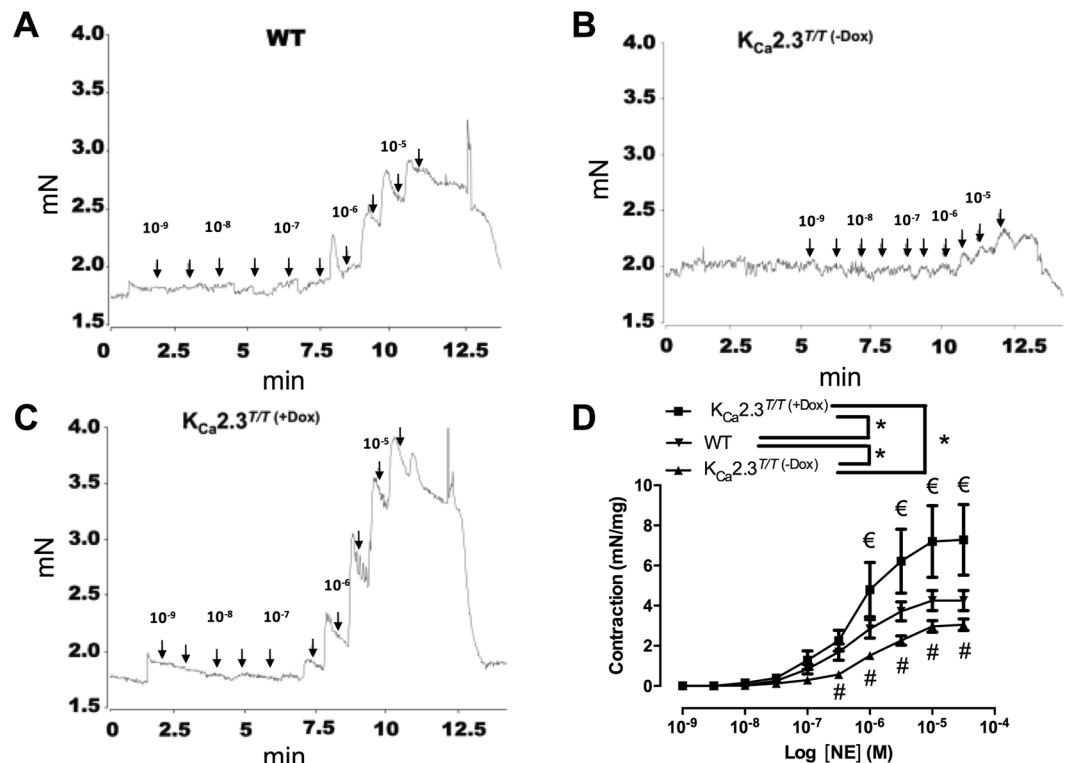 A
WT
4.0
3.5
3.0
2.5
2.0
1.5
mN
10-9
10-8
10-7
10-6
10-5
0 2.5 5 7.5 10 12.5
min
B
KCa2.3T/T (-Dox)
4.0
3.5
3.0
2.5
2.0
1.5
mN
10-9 10-8 10-7 10-6 10-5
0 2.5 5 7.5 10 12.5
min
C
KCa2.3T/T (+Dox)
4.0
3.5
3.0
2.5
2.0
1.5
mN
10-9 10-8 10-7
10-6
10-5
0 2.5 5 7.5 10 12.5
min
D
KCa2.3T/T (+Dox)
WT
KCa2.3T/T (-Dox)
*
*
*
10
8
6
4
2
0
Contraction (mN/mg)
€ € € €
# # # # #
10-9 10-8 10-7 10-6 10-5 10-4
Log [NE] (M)